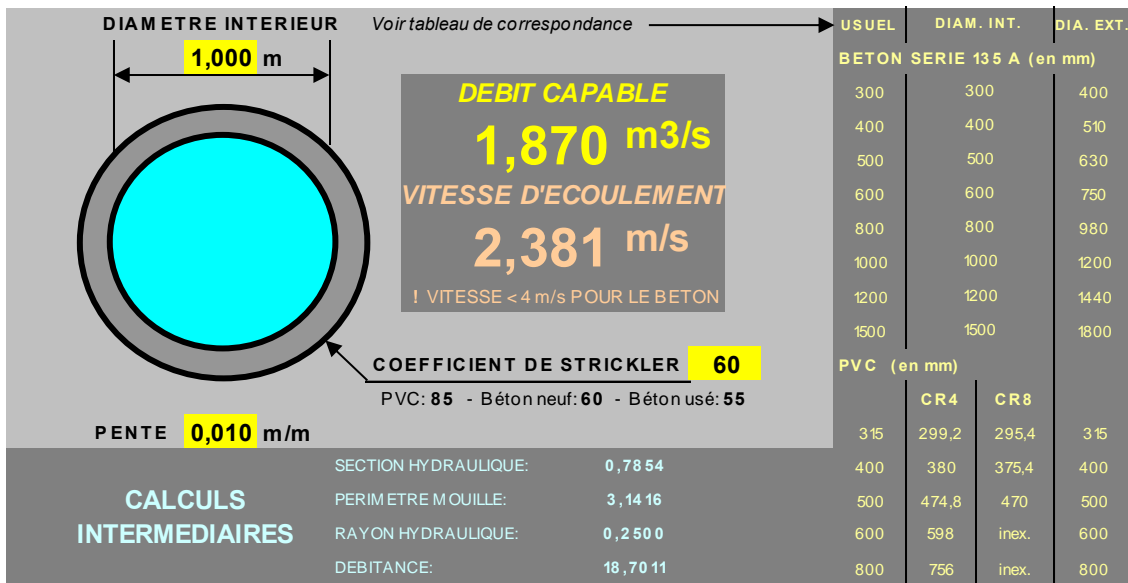 DIAMETRE INTERIEUR
1,000 m
Voir tableau de correspondance
DEBIT CAPABLE
1,870 m3/s
VITESSE D'ECOULEMENT
2,381 m/s
! VITESSE < 4 m/s POUR LE BETON
COEFFICIENT DE STRICKLER 60
PVC: 85 - Béton neuf: 60 - Béton usé: 55
PENTE 0,010 m/m
CALCULS
INTERMEDIAIRES
SECTION HYDRAULIQUE: 0,7854
PERIMETRE MOUILLE: 3,1416
RAYON HYDRAULIQUE: 0,2500
DEBITANCE: 18,7011
USUEL DIAM. INT. DIA. EXT.
BETON SERIE 135 A (en mm)
300 300 400
400 400 510
500 500 630
600 600 750
800 800 980
1000 1000 1200
1200 1200 1440
1500 1500 1800
PVC (en mm)
CR4 CR8
315 299,2 295,4 315
400 380 375,4 400
500 474,8 470 500
600 598 inex. 600
800 756 inex. 800